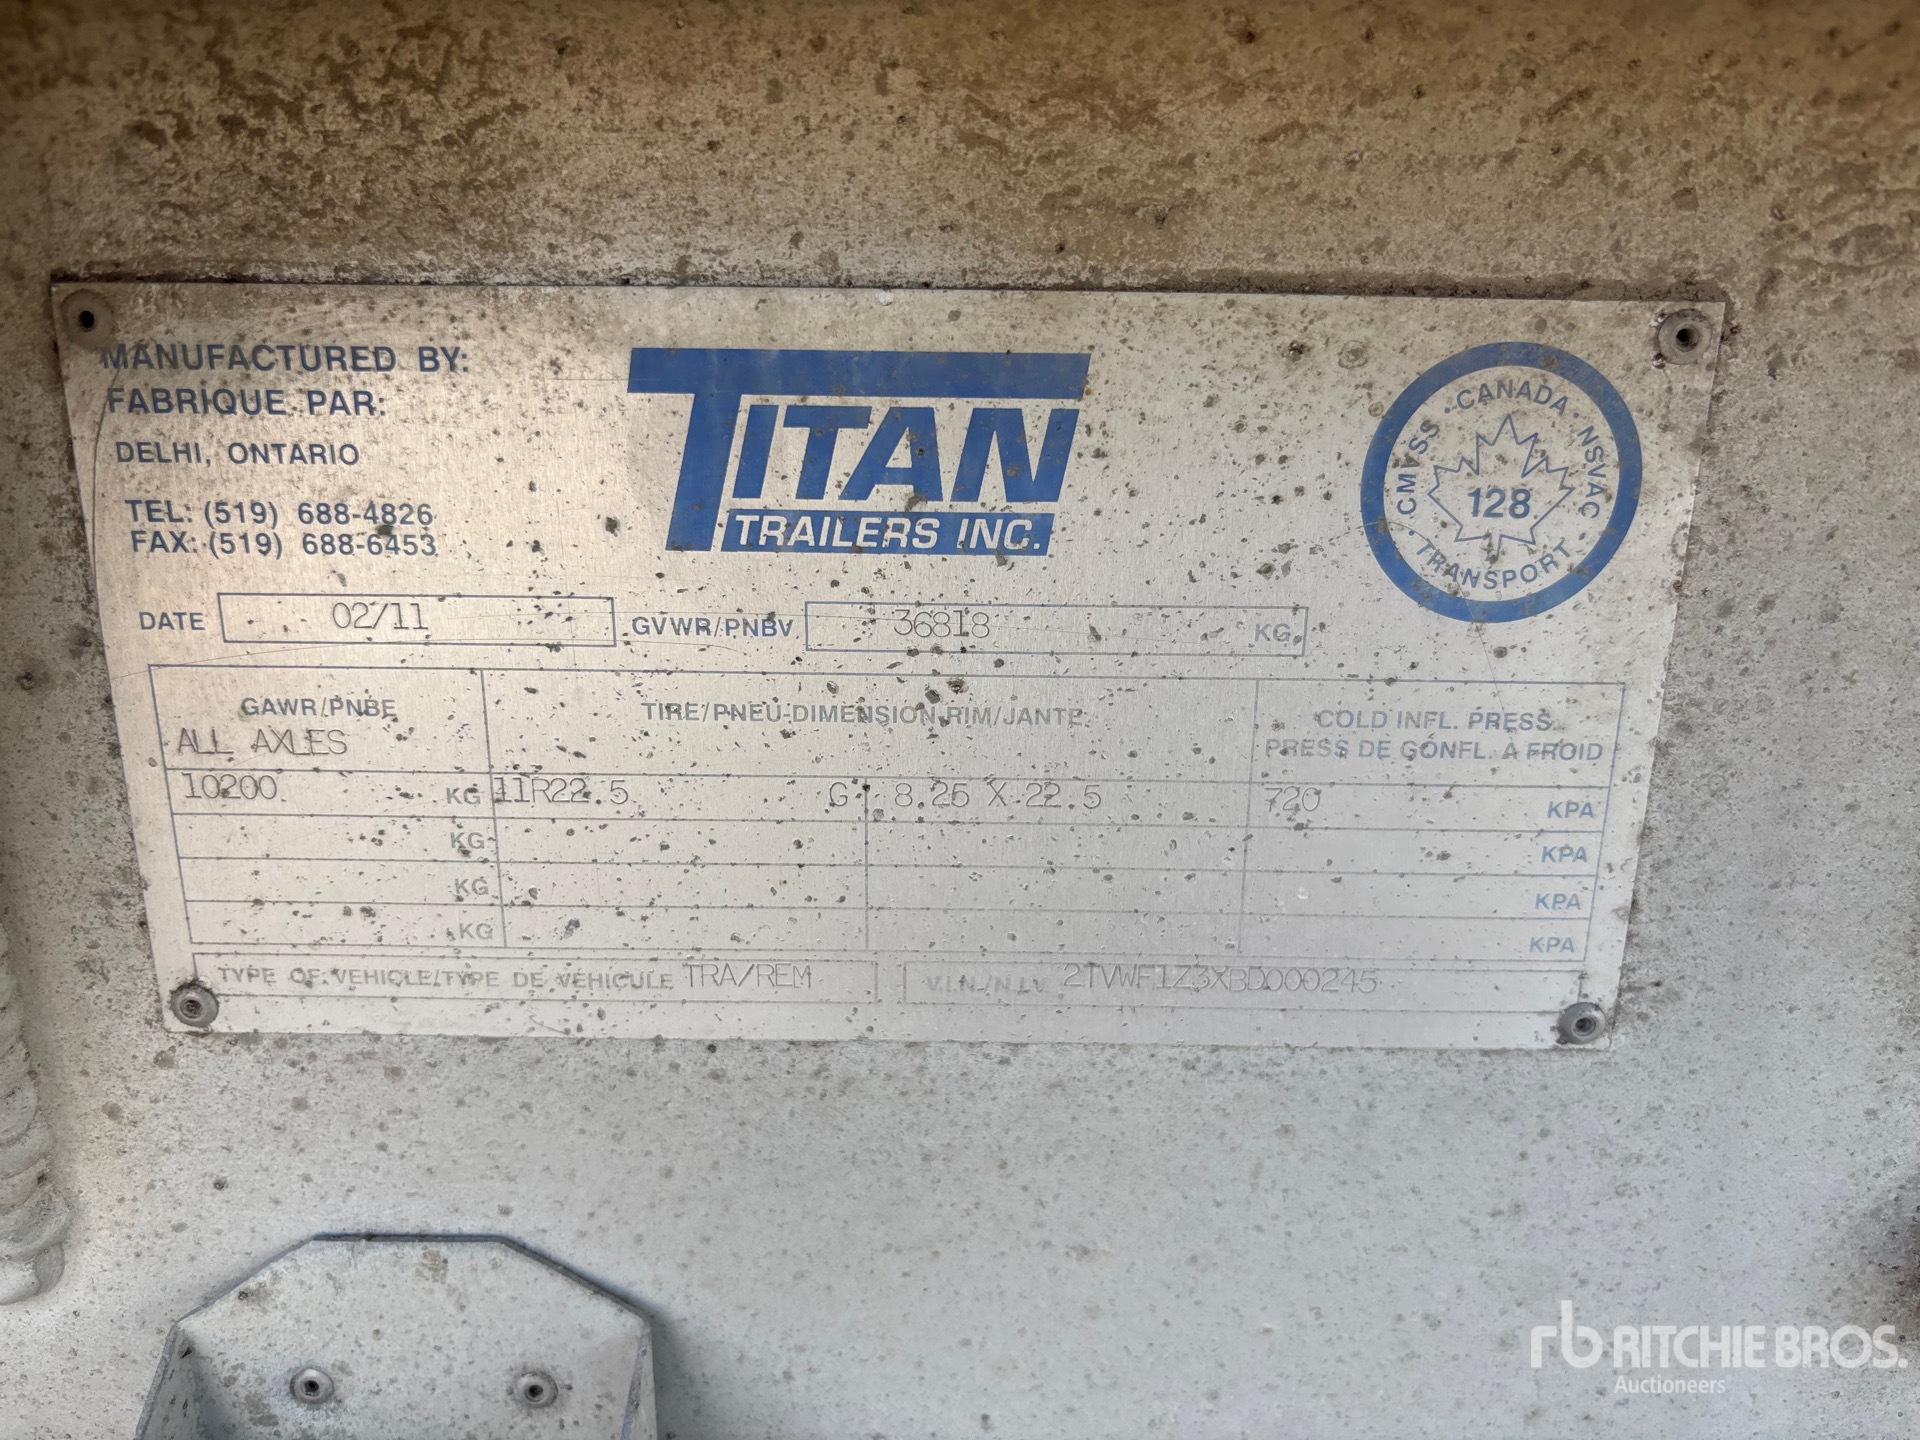 MANUFACTURED BY:
FABRIQUE PAR:
DELHI, ONTARIO
TEL: (519) 688-4826
FAX: (519) 688-6453
TITAN
TRAILERS INC.
· CANADA ·
CMVSS NSVAC
128
· TRANSPORT ·
DATE 02/11 GVWR/PNBV 36818 KG
GAWR/PNBE TIRE/PNEU-DIMENSION-RIM/JANTE COLD INFL. PRESS.
ALL AXLES PRESS DE GONFL. À FROID
10200 KG 11R22.5 G 8.25 X 22.5 720 KPA
KG KPA
KG KPA
KG KPA
TYPE OF VEHICLE/TYPE DE VÉHICULE TRA/REM V.I.N./N.I.V. 2TVWF1Z3XBD000245
rb RITCHIE BROS.
Auctioneers